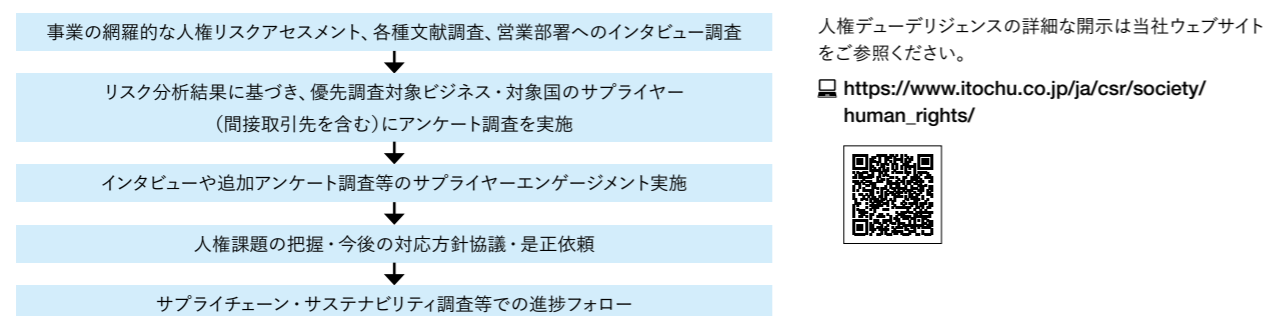 事業の網羅的な人権リスクアセスメント、各種文献調査、営業部署へのインタビュー調査
リスク分析結果に基づき、優先調査対象ビジネス・対象国のサプライヤー
（間接取引先を含む）にアンケート調査を実施
インタビューや追加アンケート調査等のサプライヤーエンゲージメント実施
人権課題の把握・今後の対応方針協議・是正依頼
サプライチェーン・サステナビリティ調査等での進捗フォロー
人権デューデリジェンスの詳細な開示は当社ウェブサイト
をご参照ください。
https://www.itochu.co.jp/ja/csr/society/
human_rights/